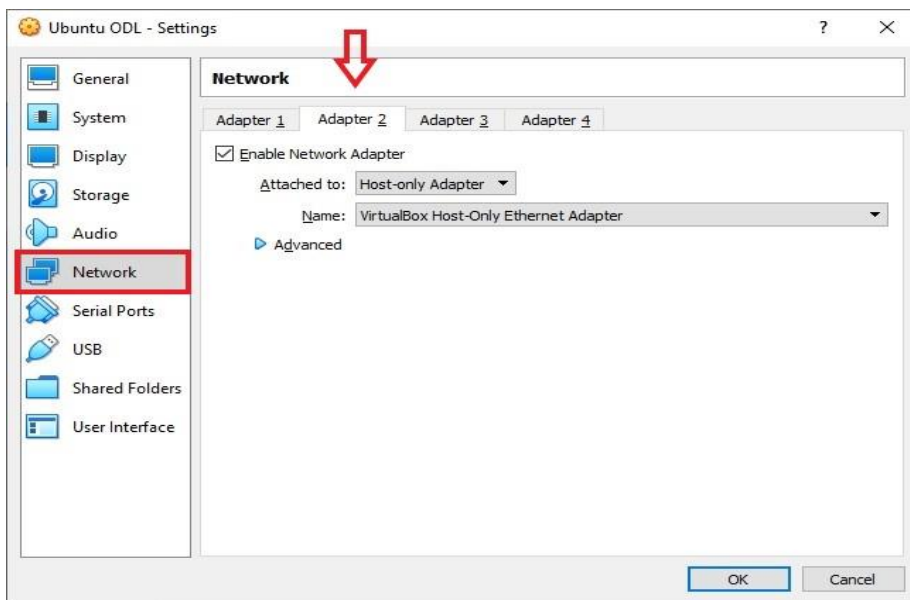 Ubuntu ODL - Settings
?
General
System
Display
Storage
Audio
Network
Serial Ports
USB
Shared Folders
User Interface
Network
Adapter 1 Adapter 2 Adapter 3 Adapter 4
Enable Network Adapter
Attached to: Host-only Adapter
Name: VirtualBox Host-Only Ethernet Adapter
Advanced
OK Cancel